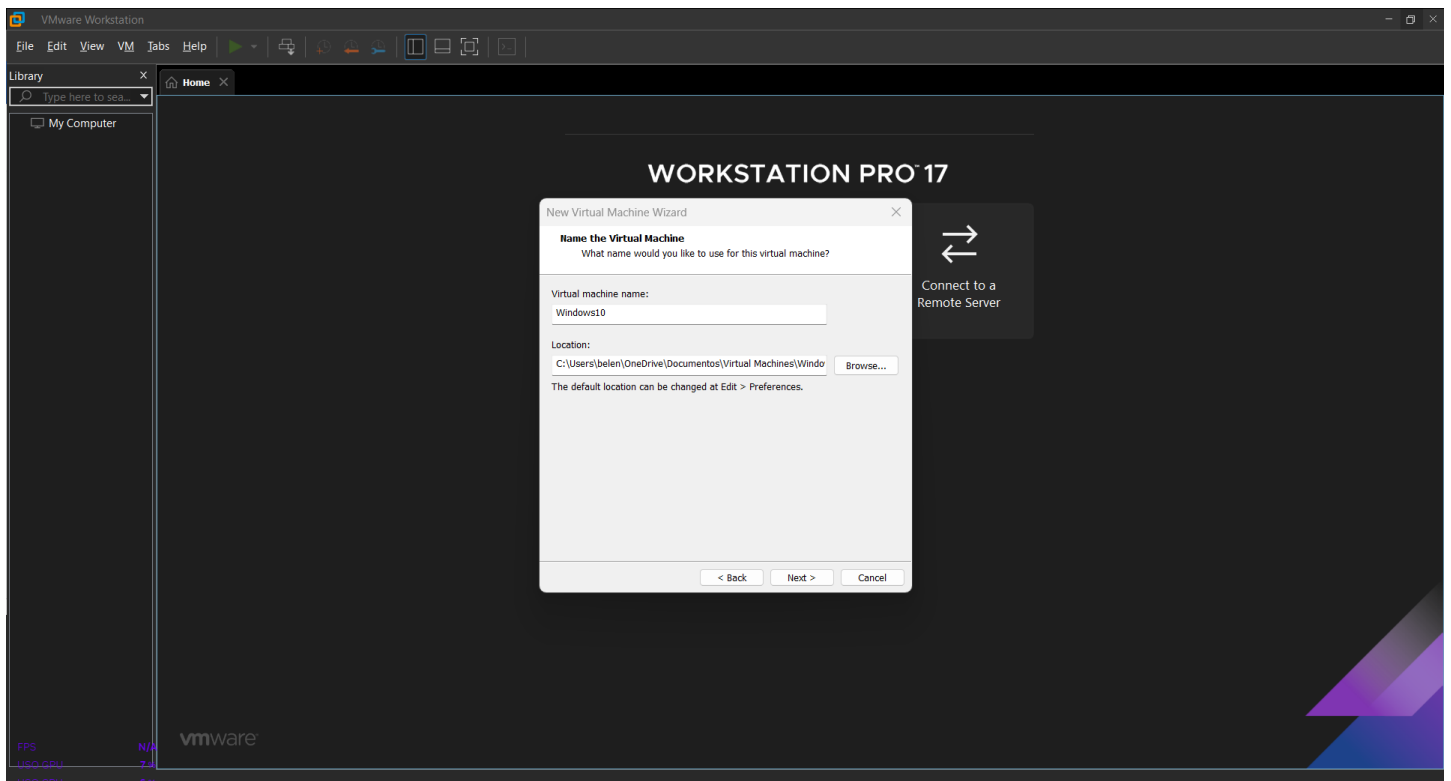 VMware Workstation
File Edit View VM Tabs Help
Library X
Type here to sea...
My Computer
Home
WORKSTATION PRO™ 17
Connect to a
Remote Server
New Virtual Machine Wizard
Name the Virtual Machine
What name would you like to use for this virtual machine?
Virtual machine name:
Windows10
Location:
C:\Users\belen\OneDrive\Documentos\Virtual Machines\Windo
Browse...
The default location can be changed at Edit > Preferences.
< Back Next > Cancel
vmware
FPS N/A